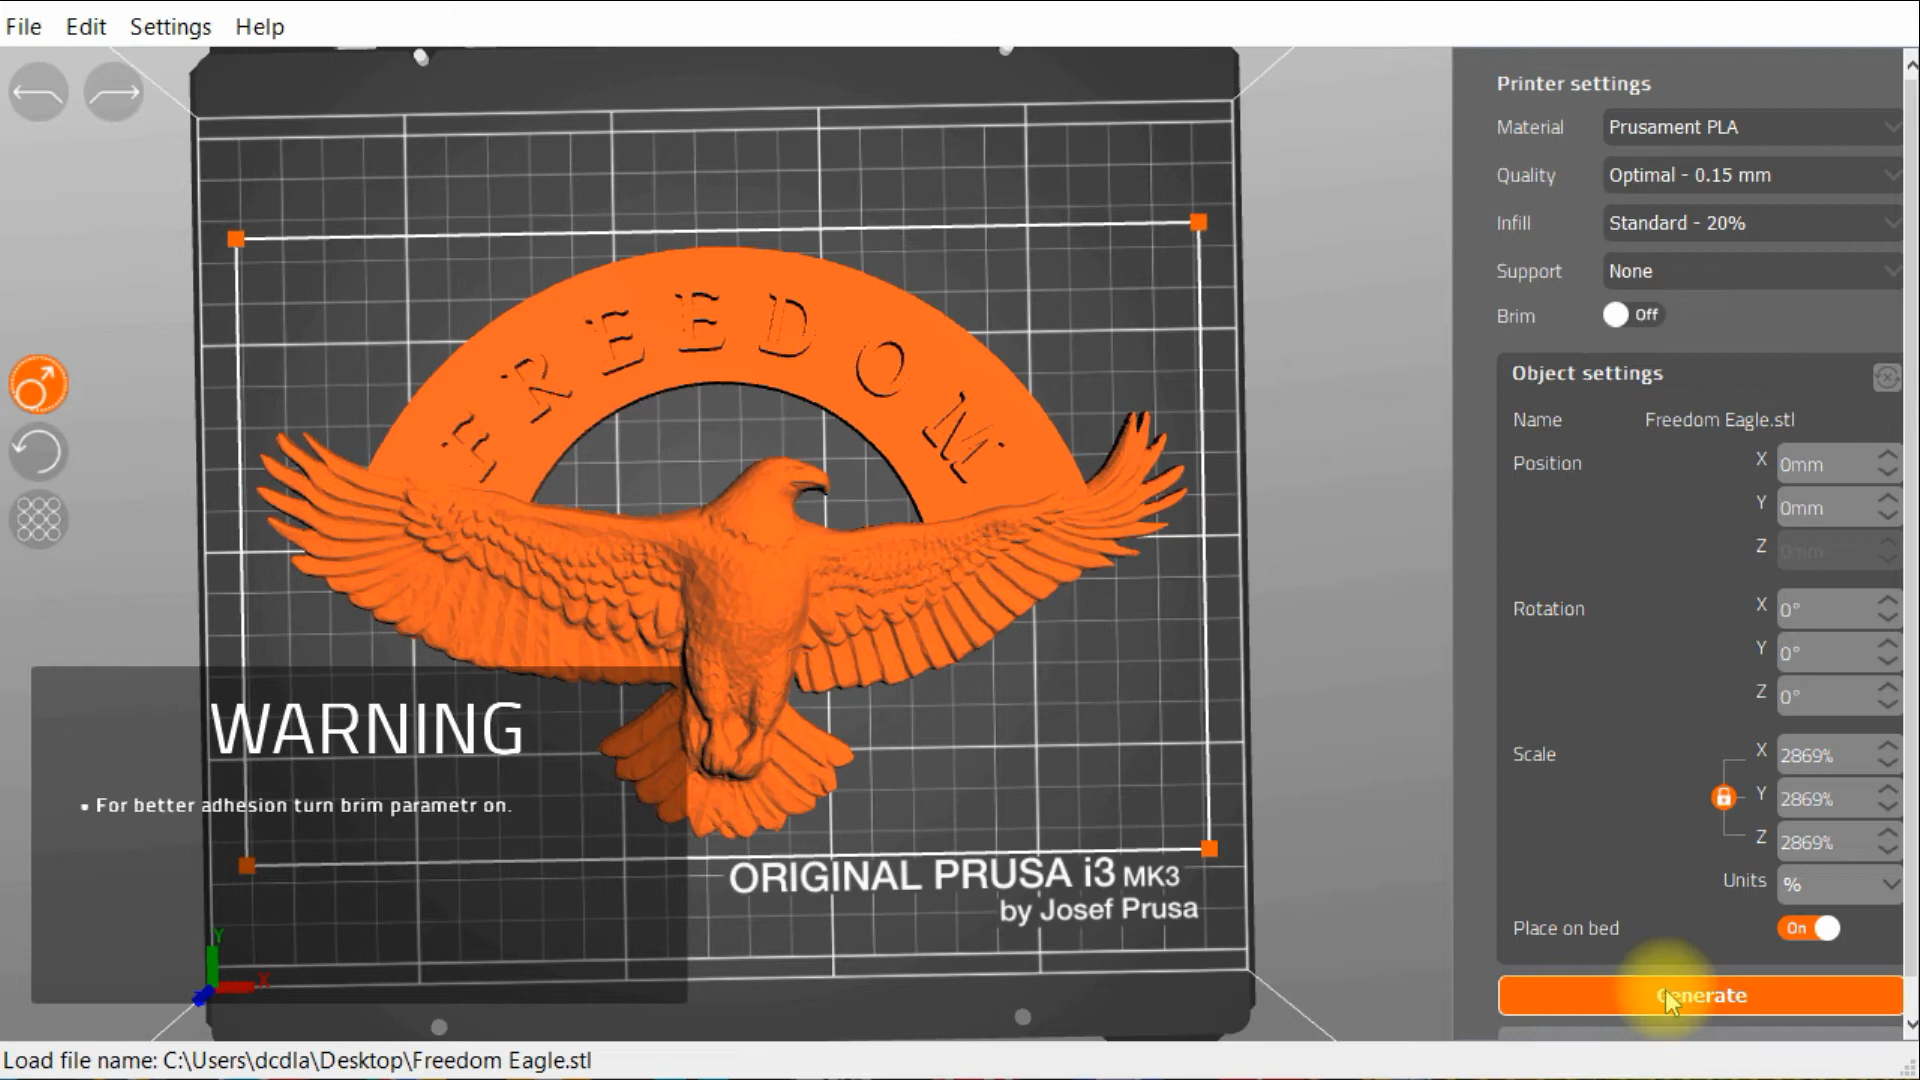 File Edit Settings Help
Printer settings
Material Prusament PLA
Quality Optimal - 0.15 mm
Infill Standard - 20%
Support None
Brim Off
Object settings
Name Freedom Eagle.stl
Position X 0mm
Y 0mm
Z 0mm
Rotation X 0°
Y 0°
Z 0°
Scale X 2869%
Y 2869%
Z 2869%
Units %
Place on bed On
Generate
FREEDOM
WARNING
• For better adhesion turn brim parametr on.
ORIGINAL PRUSA i3 MK3
by Josef Prusa
Y
X
Load file name: C:\Users\dcdla\Desktop\Freedom Eagle.stl